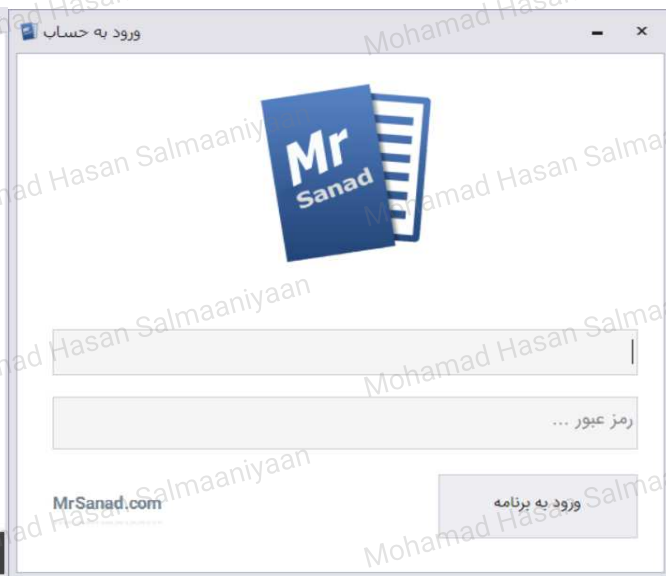 ورود به حساب
Mr
Sanad
رمز عبور ...
ورود به برنامه
MrSanad.com
Mohamad Hasan Salmaaniyaan